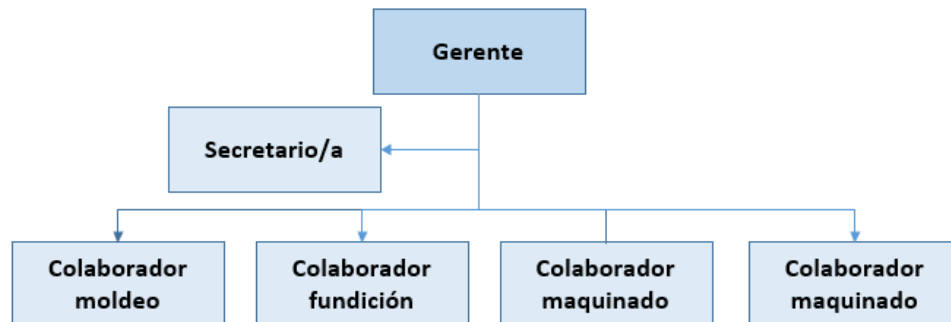 Gerente
Secretario/a
Colaborador
moldeo
Colaborador
fundición
Colaborador
maquinado
Colaborador
maquinado